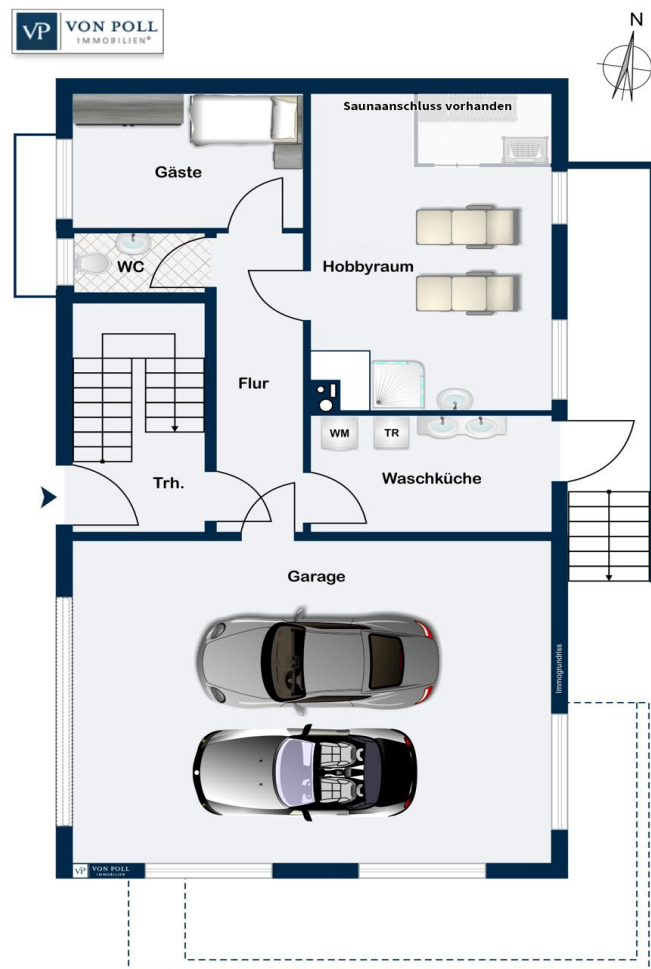 VP VON POLL
IMMOBILIEN®
N
Saunaanschluss vorhanden
Gäste
WC
Hobbyraum
Flur
WM
TR
Waschküche
Trh.
Garage
Immogrundriss
VP VON POLL
IMMOBILIEN